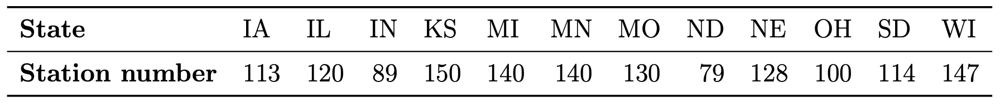 State IA IL IN KS MI MN MO ND NE OH SD WI
Station number 113 120 89 150 140 140 130 79 128 100 114 147